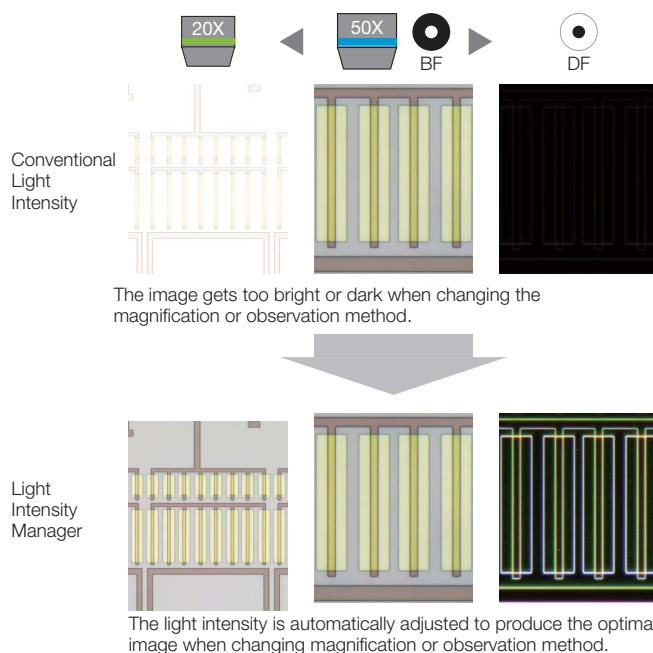 20X
50X
BF
DF
Conventional
Light
Intensity
The image gets too bright or dark when changing the
magnification or observation method.
Light
Intensity
Manager
The light intensity is automatically adjusted to produce the optima
image when changing magnification or observation method.